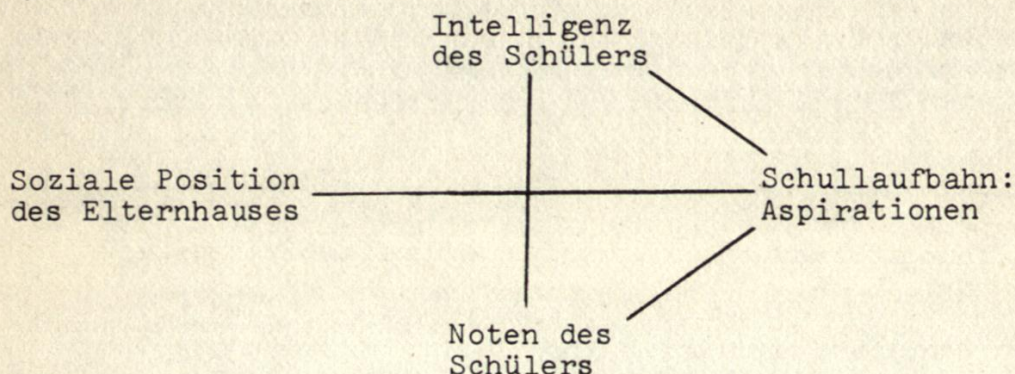 Intelligenz
des Schülers
Soziale Position
des Elternhauses
Schullaufbahn:
Aspirationen
Noten des
Schülers